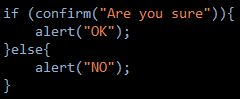 if (confirm("Are you sure")){
    alert("OK");
}else{
    alert("NO");
}